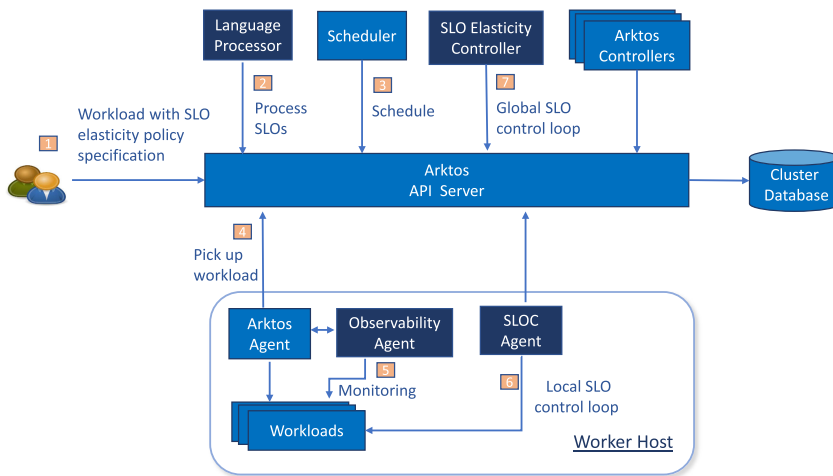 Language
Processor
Scheduler
SLO Elasticity
Controller
Arktos
Controllers
2
Process
SLOs
3
Schedule
7
Global SLO
control loop
1
Workload with SLO
elasticity policy
specification
Arktos
API Server
Cluster
Database
4
Pick up
workload
Arktos
Agent
Observability
Agent
SLOC
Agent
5
Monitoring
6
Local SLO
control loop
Workloads
Worker Host